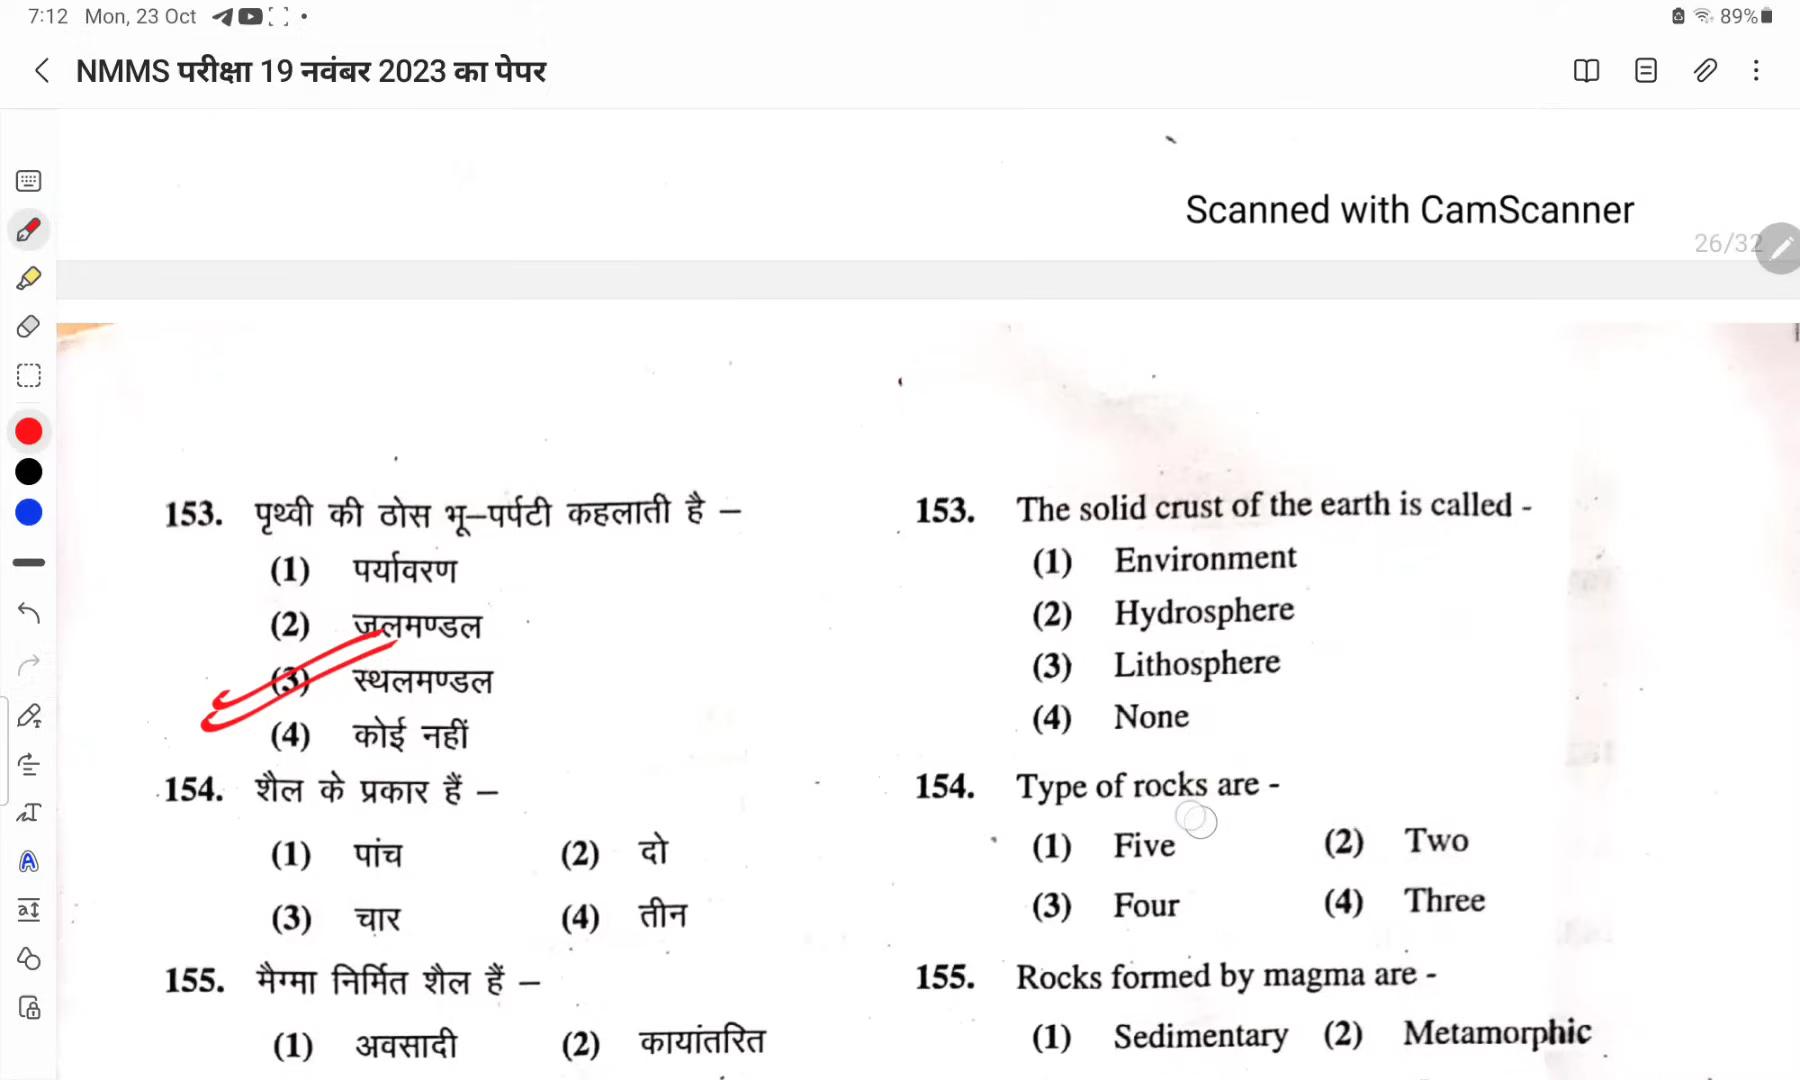 7:12 Mon, 23 Oct
89%
NMMS परीक्षा 19 नवंबर 2023 का पेपर
Scanned with CamScanner
26/32
153. पृथ्वी की ठोस भू–पर्पटी कहलाती है –
(1) पर्यावरण
(2) जलमण्डल
(3) स्थलमण्डल
(4) कोई नहीं
154. शैल के प्रकार हैं –
(1) पांच (2) दो
(3) चार (4) तीन
155. मैग्मा निर्मित शैल हैं –
(1) अवसादी (2) कायांतरित
153. The solid crust of the earth is called -
(1) Environment
(2) Hydrosphere
(3) Lithosphere
(4) None
154. Type of rocks are -
(1) Five (2) Two
(3) Four (4) Three
155. Rocks formed by magma are -
(1) Sedimentary (2) Metamorphic